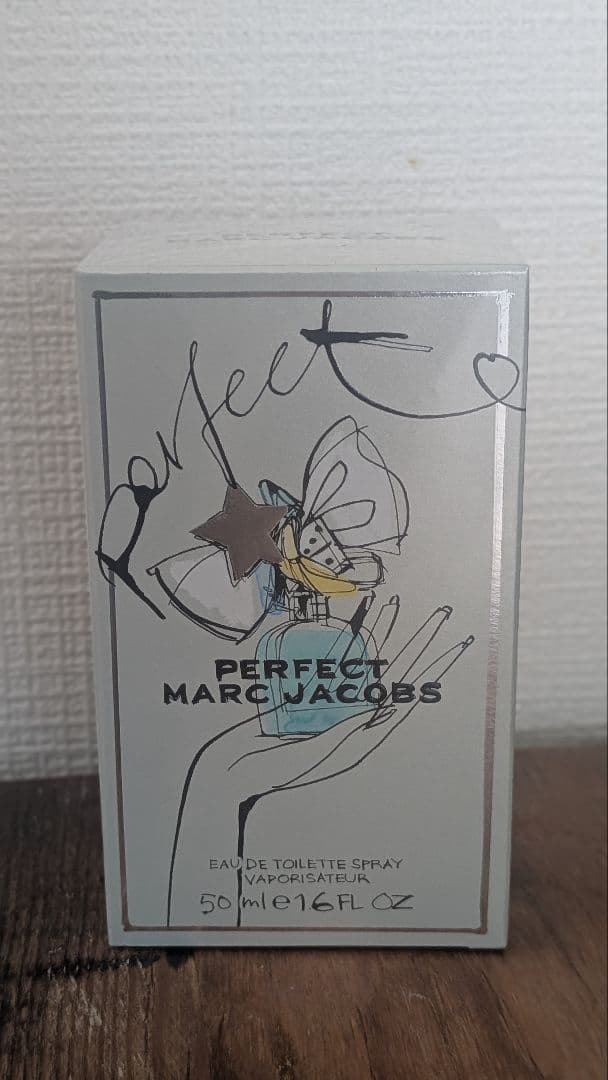 perfect
PERFECT
MARC JACOBS
EAU DE TOILETTE SPRAY
VAPORISATEUR
50 ml e 1.6 FL OZ